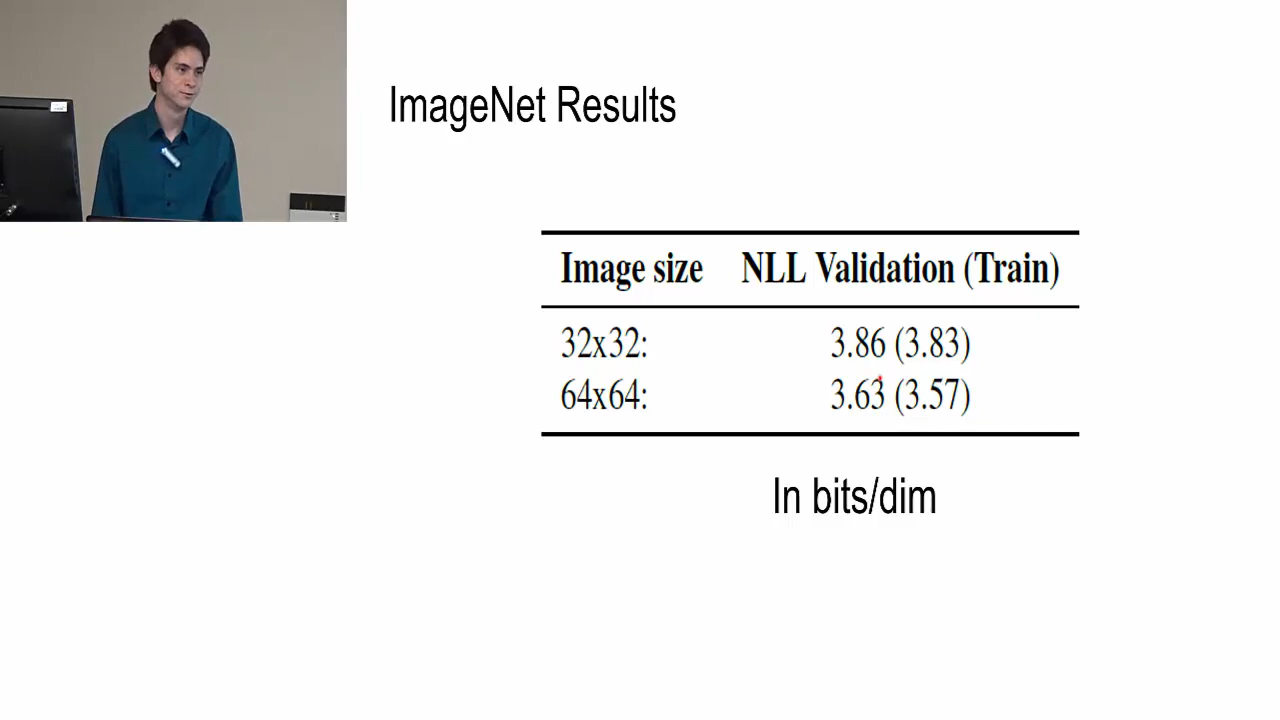 ImageNet Results
Image size NLL Validation (Train)
32x32: 3.86 (3.83)
64x64: 3.63 (3.57)
In bits/dim